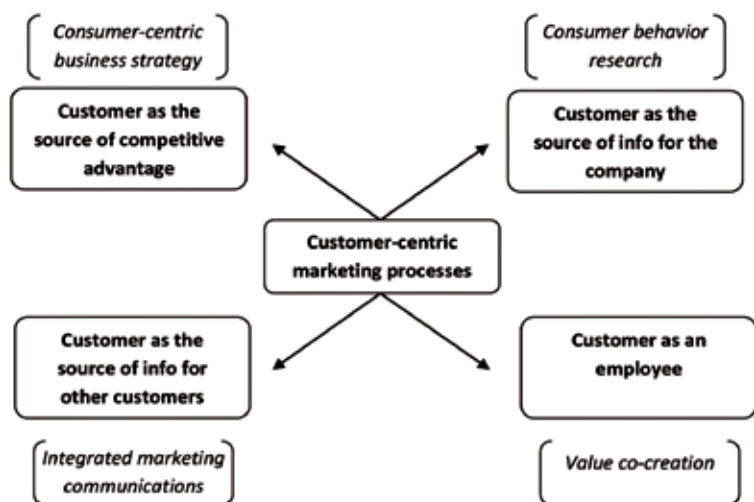 Consumer-centric
business strategy
Consumer behavior
research
Customer as the
source of competitive
advantage
Customer as the
source of info for the
company
Customer-centric
marketing processes
Customer as the
source of info for
other customers
Customer as an
employee
Integrated marketing
communications
Value co-creation